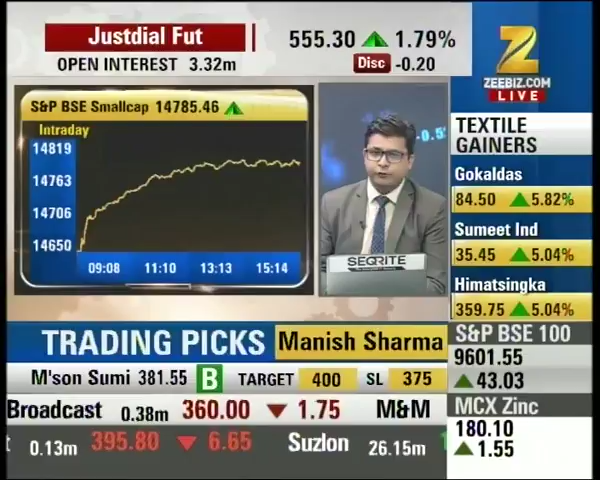 Justdial Fut
555.30 1.79%
OPEN INTEREST 3.32m
Disc -0.20
ZEEBIZ.COM
LIVE
S&P BSE Smallcap 14785.46
Intraday
14819
14763
14706
14650
09:08 11:10 13:13 15:14
SEQRITE
TEXTILE
GAINERS
Gokaldas
84.50 5.82%
Sumeet Ind
35.45 5.04%
Himatsingka
359.75 5.04%
TRADING PICKS Manish Sharma
M'son Sumi 381.55 B TARGET 400 SL 375
S&P BSE 100
9601.55
43.03
MCX Zinc
180.10
1.55
Broadcast 0.38m 360.00 1.75 M&M
0.13m 395.80 6.65 Suzlon 26.15m